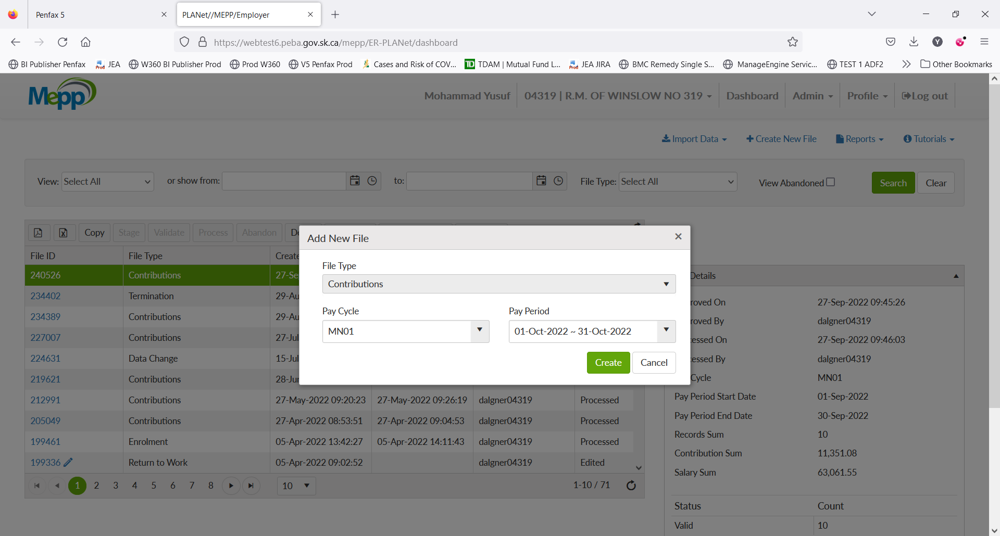 Penfax 5
PLANet//MEPP/Employer
https://webtest6.peba.gov.sk.ca/mepp/ER-PLANet/dashboard
Y
BI Publisher Penfax
Prod JEA
W360 BI Publisher Prod
Prod W360
V5 Penfax Prod
Cases and Risk of COV...
TD TDAM | Mutual Fund L...
Prod JEA JIRA
BMC Remedy Single S...
ManageEngine Servic...
TEST 1 ADF2
Other Bookmarks
Mepp
Mohammad Yusuf
04319 | R.M. OF WINSLOW NO 319
Dashboard
Admin
Profile
Log out
Import Data
Create New File
Reports
Tutorials
View: Select All
or show from:
to:
File Type: Select All
View Abandoned
Search
Clear
Copy
Stage
Validate
Process
Abandon
De
Add New File
File Type
Contributions
Pay Cycle
MN01
Pay Period
01-Oct-2022 ~ 31-Oct-2022
Create
Cancel
File ID File Type Create
240526 Contributions 27-Se
234402 Termination 29-Au
234389 Contributions 29-Au
227007 Contributions 27-Jul
224631 Data Change 15-Jul
219621 Contributions 28-Jun
212991 Contributions 27-May-2022 09:20:23 27-May-2022 09:26:19 dalgner04319 Processed
205049 Contributions 27-Apr-2022 08:53:51 27-Apr-2022 09:04:53 dalgner04319 Processed
199461 Enrolment 05-Apr-2022 13:42:27 05-Apr-2022 14:11:43 dalgner04319 Processed
199336 Return to Work 05-Apr-2022 09:02:52 dalgner04319 Edited
1 2 3 4 5 6 7 8
10
1-10 / 71
Details
roved On 27-Sep-2022 09:45:26
roved By dalgner04319
essed On 27-Sep-2022 09:46:03
essed By dalgner04319
Cycle MN01
Pay Period Start Date 01-Sep-2022
Pay Period End Date 30-Sep-2022
Records Sum 10
Contribution Sum 11,351.08
Salary Sum 63,061.55
Status Count
Valid 10